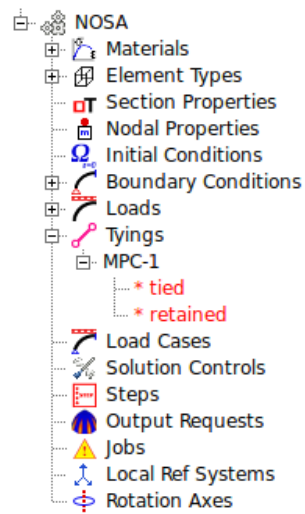 NOSA
Materials
Element Types
Section Properties
Nodal Properties
Initial Conditions
Boundary Conditions
Loads
Tyings
MPC-1
* tied
* retained
Load Cases
Solution Controls
Steps
Output Requests
Jobs
Local Ref Systems
Rotation Axes